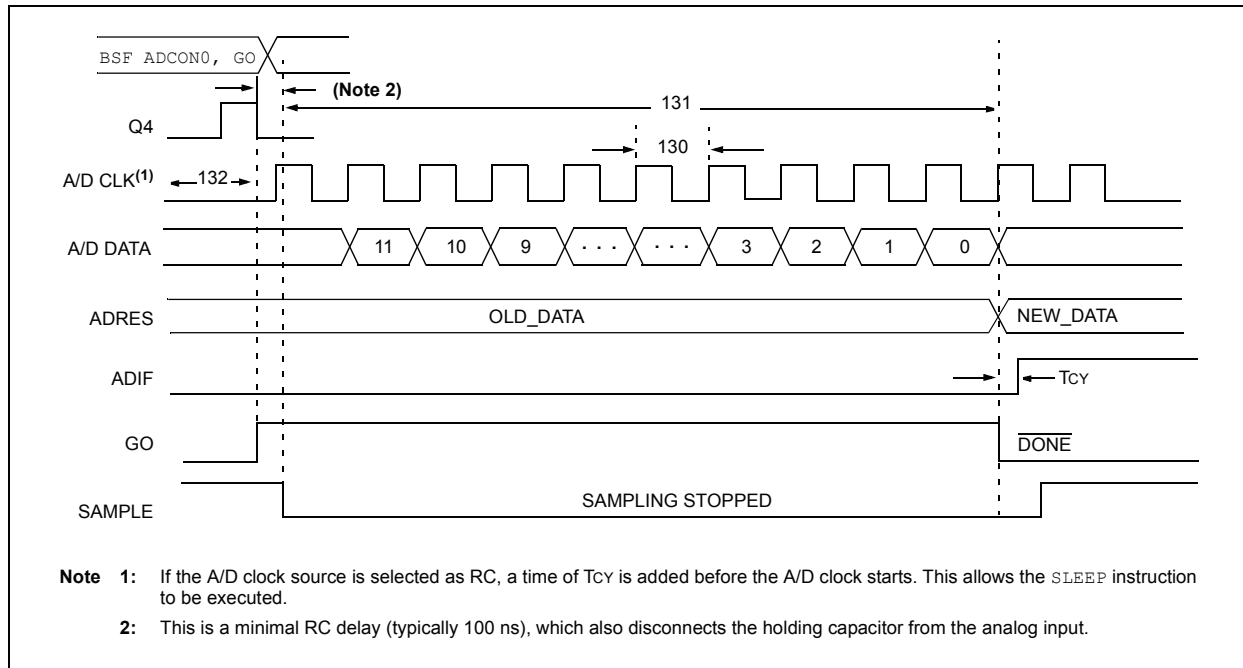 BSF ADCON0, GO
(Note 2)
131
Q4
130
A/D CLK(1)
132
A/D DATA
11 10 9 . . . . . . 3 2 1 0
ADRES
OLD_DATA
NEW_DATA
ADIF
TCY
GO
DONE
SAMPLE
SAMPLING STOPPED
Note 1: If the A/D clock source is selected as RC, a time of TCY is added before the A/D clock starts. This allows the SLEEP instruction
to be executed.
2: This is a minimal RC delay (typically 100 ns), which also disconnects the holding capacitor from the analog input.